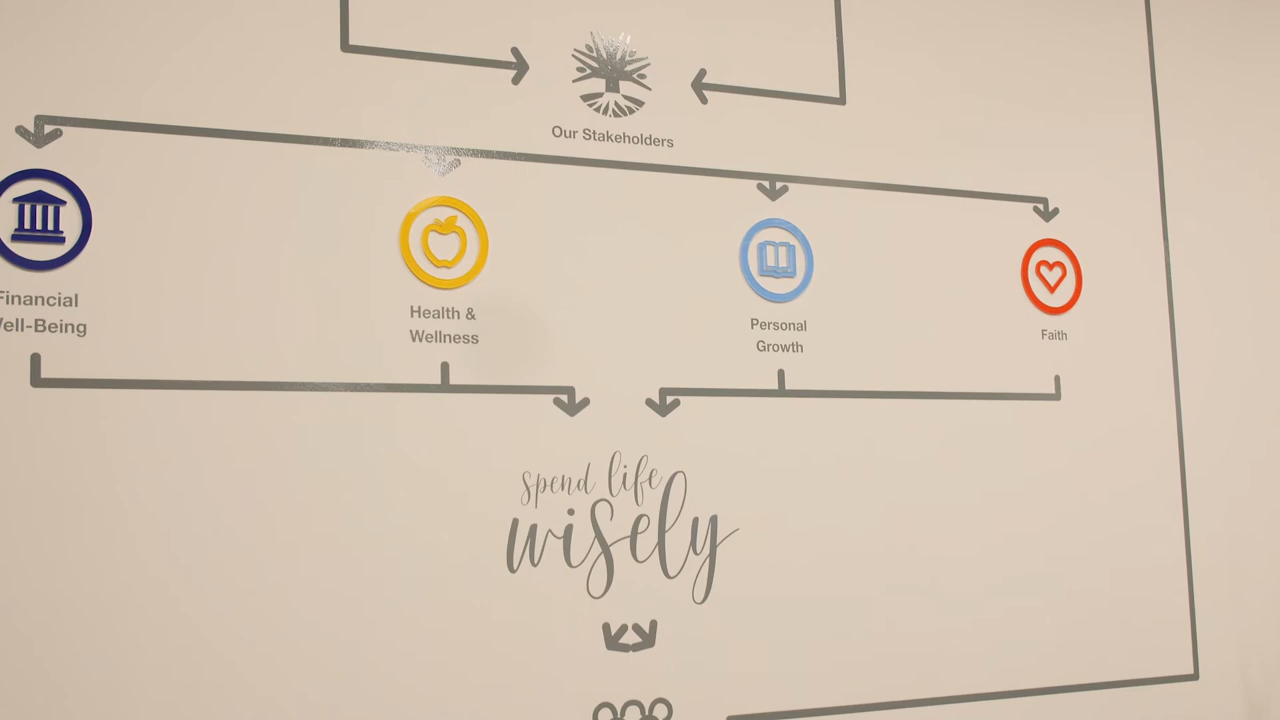 Our Stakeholders
Financial
Well-Being
Health &
Wellness
Personal
Growth
Faith
spend life
wisely